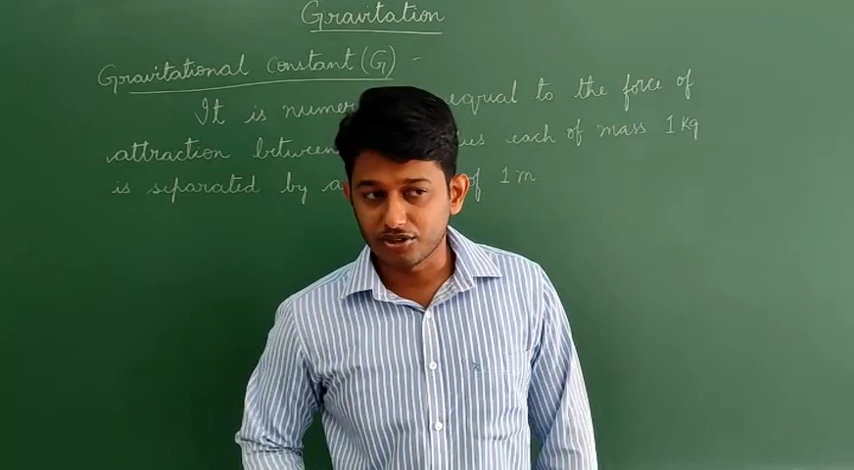 Gravitation
Gravitational constant (G) -
It is numer equal to the force of
attraction between es each of mass 1 kg
is separated by a of 1 m